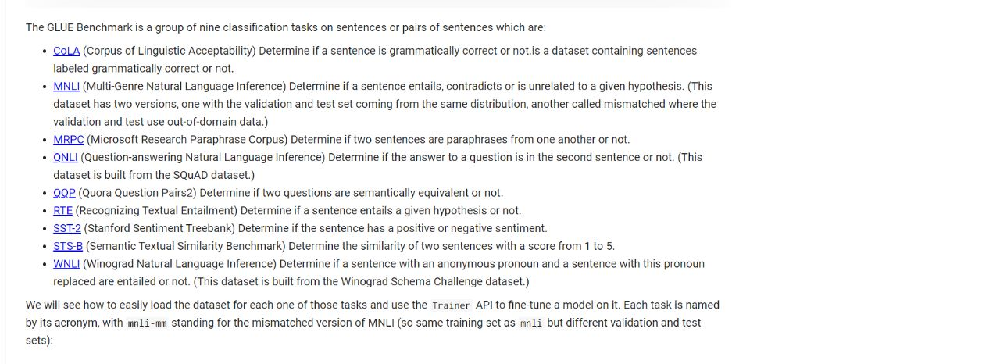 The GLUE Benchmark is a group of nine classification tasks on sentences or pairs of sentences which are:
• CoLA (Corpus of Linguistic Acceptability) Determine if a sentence is grammatically correct or not.is a dataset containing sentences
labeled grammatically correct or not.
• MNLI (Multi-Genre Natural Language Inference) Determine if a sentence entails, contradicts or is unrelated to a given hypothesis. (This
dataset has two versions, one with the validation and test set coming from the same distribution, another called mismatched where the
validation and test use out-of-domain data.)
• MRPC (Microsoft Research Paraphrase Corpus) Determine if two sentences are paraphrases from one another or not.
• QNLI (Question-answering Natural Language Inference) Determine if the answer to a question is in the second sentence or not. (This
dataset is built from the SQuAD dataset.)
• QQP (Quora Question Pairs2) Determine if two questions are semantically equivalent or not.
• RTE (Recognizing Textual Entailment) Determine if a sentence entails a given hypothesis or not.
• SST-2 (Stanford Sentiment Treebank) Determine if the sentence has a positive or negative sentiment.
• STS-B (Semantic Textual Similarity Benchmark) Determine the similarity of two sentences with a score from 1 to 5.
• WNLI (Winograd Natural Language Inference) Determine if a sentence with an anonymous pronoun and a sentence with this pronoun
replaced are entailed or not. (This dataset is built from the Winograd Schema Challenge dataset.)
We will see how to easily load the dataset for each one of those tasks and use the Trainer API to fine-tune a model on it. Each task is named
by its acronym, with mnli-mm standing for the mismatched version of MNLI (so same training set as mnli but different validation and test
sets):